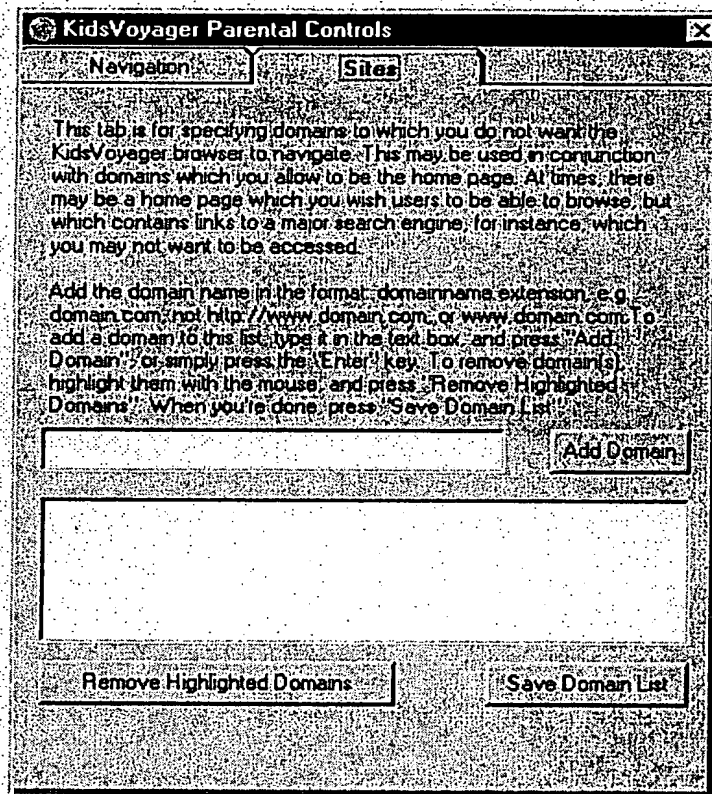 KidsVoyager Parental Controls
Navigation Sites
This tab is for specifying domains to which you do not want the
KidsVoyager browser to navigate. This may be used in conjunction
with domains which you allow to be the home page. At times, there
may be a home page which you wish users to be able to browse, but
which contains links to a major search engine, for instance, which
you may not want to be accessed.
Add the domain name in the format: domainname.extension, e.g.
domain.com, not http://www.domain.com, or www.domain.com. To
add a domain to this list, type it in the text box, and press "Add
Domain", or simply press the "Enter" key. To remove domain(s)
highlight them with the mouse, and press "Remove Highlighted
Domains". When you're done, press "Save Domain List".
Add Domain
Remove Highlighted Domains Save Domain List